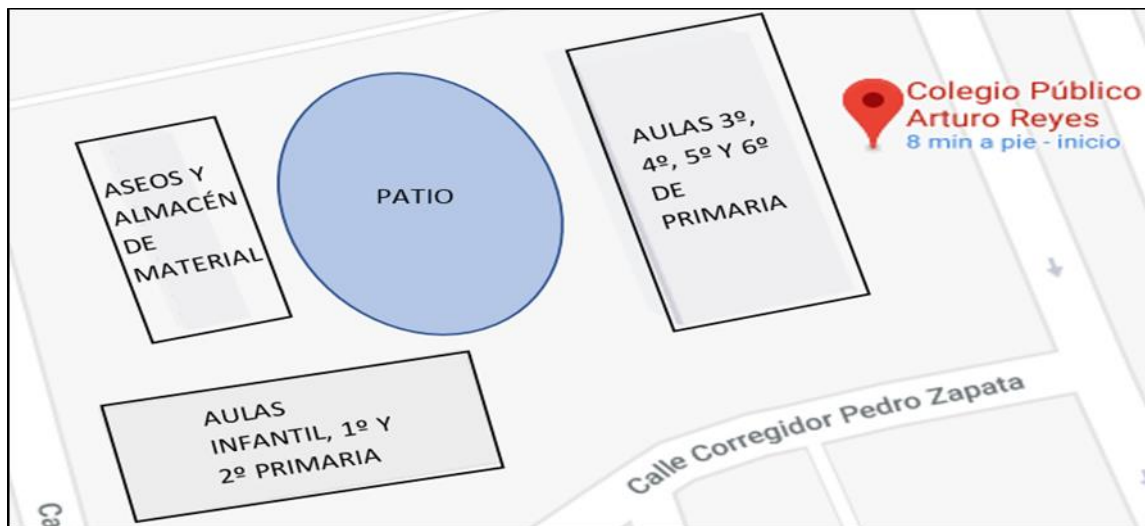 Colegio Público
Arturo Reyes
8 min a pie - inicio
AULAS 3º,
4º, 5º Y 6º
DE
PRIMARIA
ASEOS Y
ALMACÉN
DE
MATERIAL
PATIO
AULAS
INFANTIL, 1º Y
2º PRIMARIA
Calle Corregidor Pedro Zapata
Ca